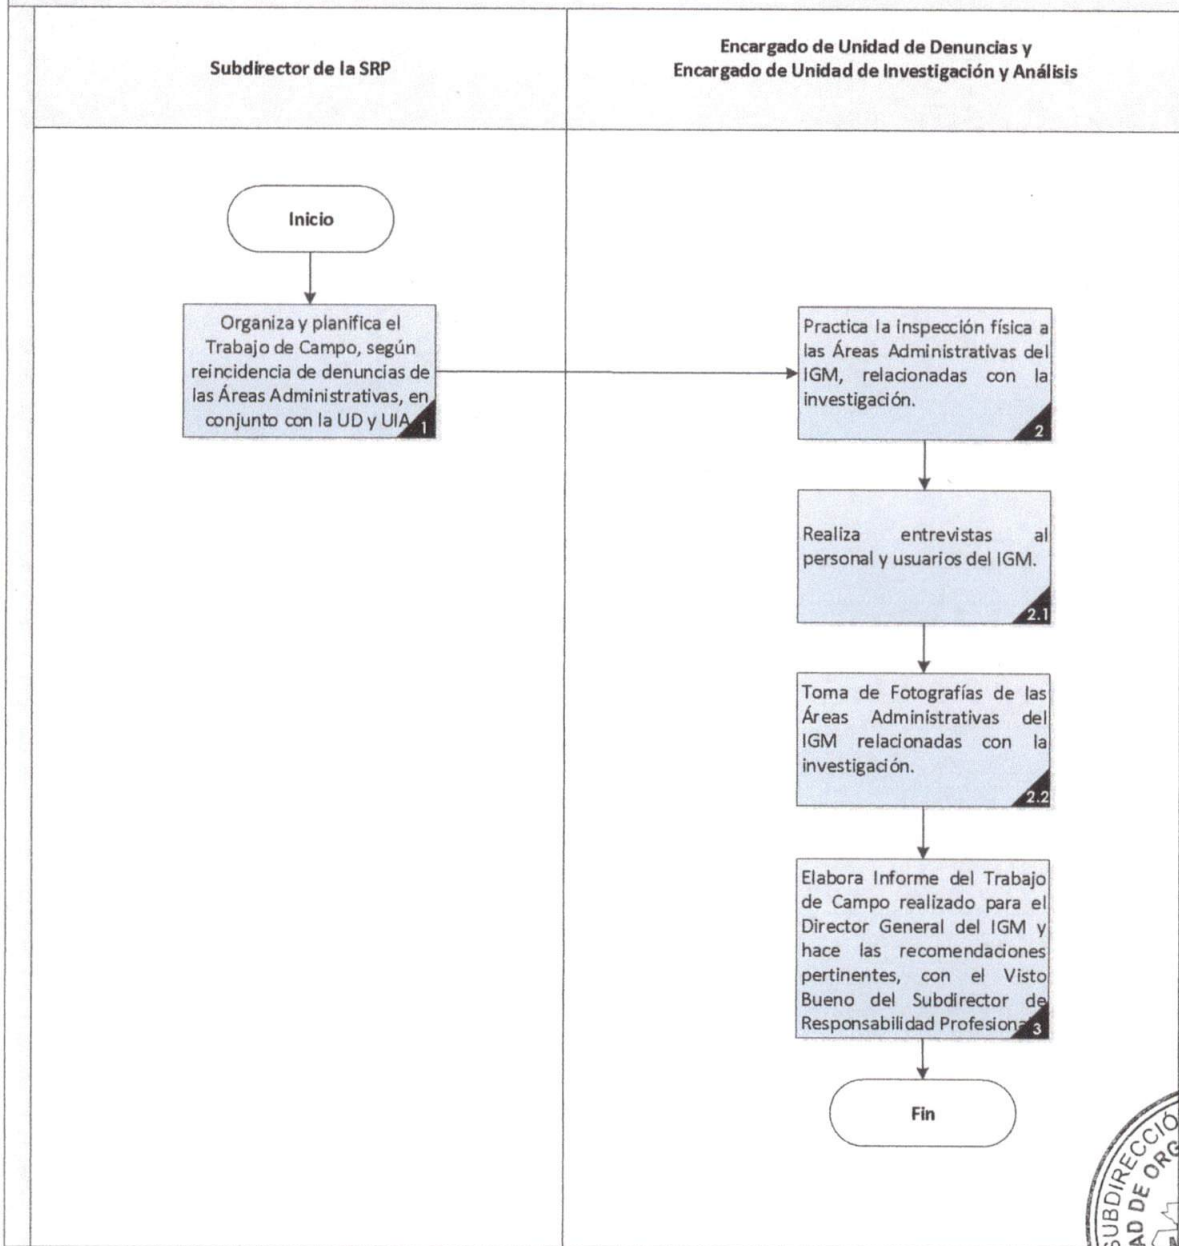 Subdirector de la SRP
Encargado de Unidad de Denuncias y
Encargado de Unidad de Investigación y Análisis
Inicio
Organiza y planifica el
Trabajo de Campo, según
reincidencia de denuncias de
las Áreas Administrativas, en
conjunto con la UD y UIA
1
Practica la inspección física a
las Áreas Administrativas del
IGM, relacionadas con la
investigación.
2
Realiza entrevistas al
personal y usuarios del IGM.
2.1
Toma de Fotografías de las
Áreas Administrativas del
IGM relacionadas con la
investigación.
2.2
Elabora Informe del Trabajo
de Campo realizado para el
Director General del IGM y
hace las recomendaciones
pertinentes, con el Visto
Bueno del Subdirector de
Responsabilidad Profesional
3
Fin
SUBDIRECCIÓ
AD DE ORG